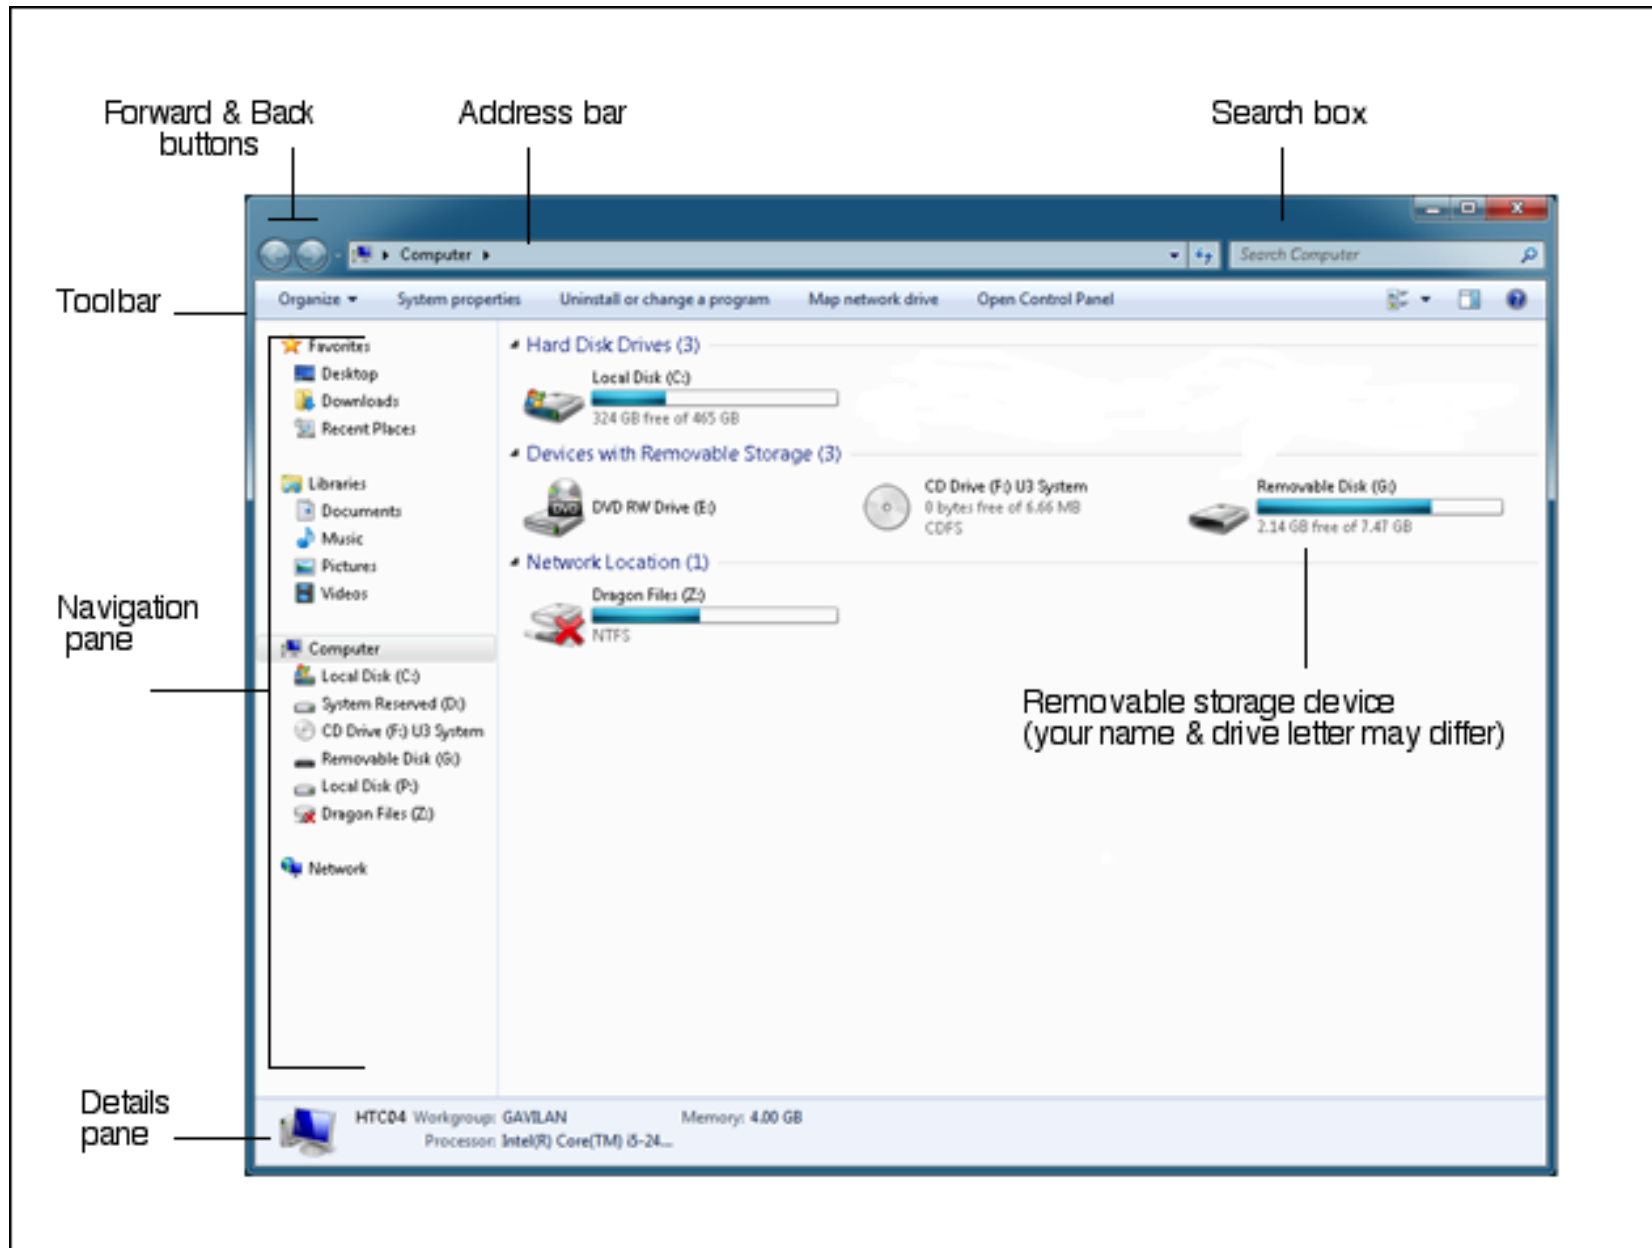 Forward & Back
buttons
Address bar
Search box
Computer
Search Computer
Toolbar
Organize
System properties
Uninstall or change a program
Map network drive
Open Control Panel
Favorites
Desktop
Downloads
Recent Places
Libraries
Documents
Music
Pictures
Videos
Navigation
pane
Computer
Local Disk (C:)
System Reserved (D:)
CD Drive (F:) U3 System
Removable Disk (G:)
Local Disk (P:)
Dragon Files (Z:)
Network
Hard Disk Drives (3)
Local Disk (C:)
324 GB free of 465 GB
Devices with Removable Storage (3)
DVD RW Drive (E:)
DVD
CD Drive (F:) U3 System
0 bytes free of 6.66 MB
CDFS
Removable Disk (G:)
2.14 GB free of 7.47 GB
Network Location (1)
Dragon Files (Z:)
NTFS
Removable storage device
(your name & drive letter may differ)
Details
pane
HTC04 Workgroup: GAVILAN Memory: 4.00 GB
Processor: Intel(R) Core(TM) i5-24...